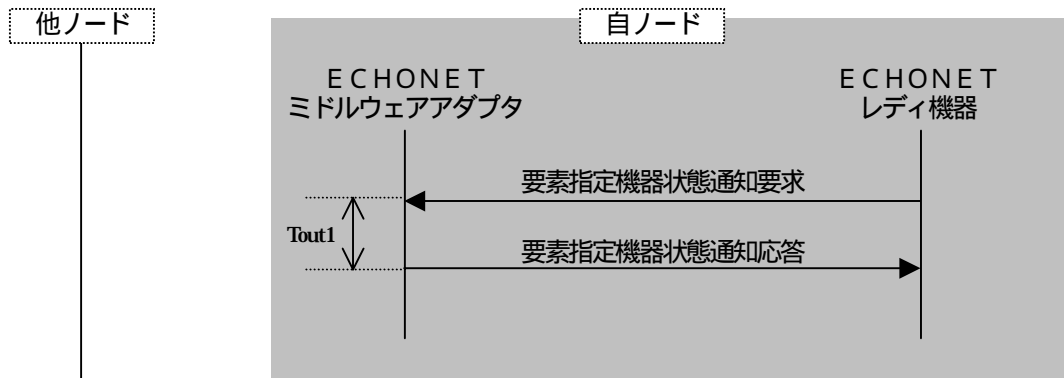 他ノード
自ノード
ＥＣＨＯＮＥＴ
ミドルウェアアダプタ
ＥＣＨＯＮＥＴ
レディ機器
要素指定機器状態通知要求
Tout1
要素指定機器状態通知応答